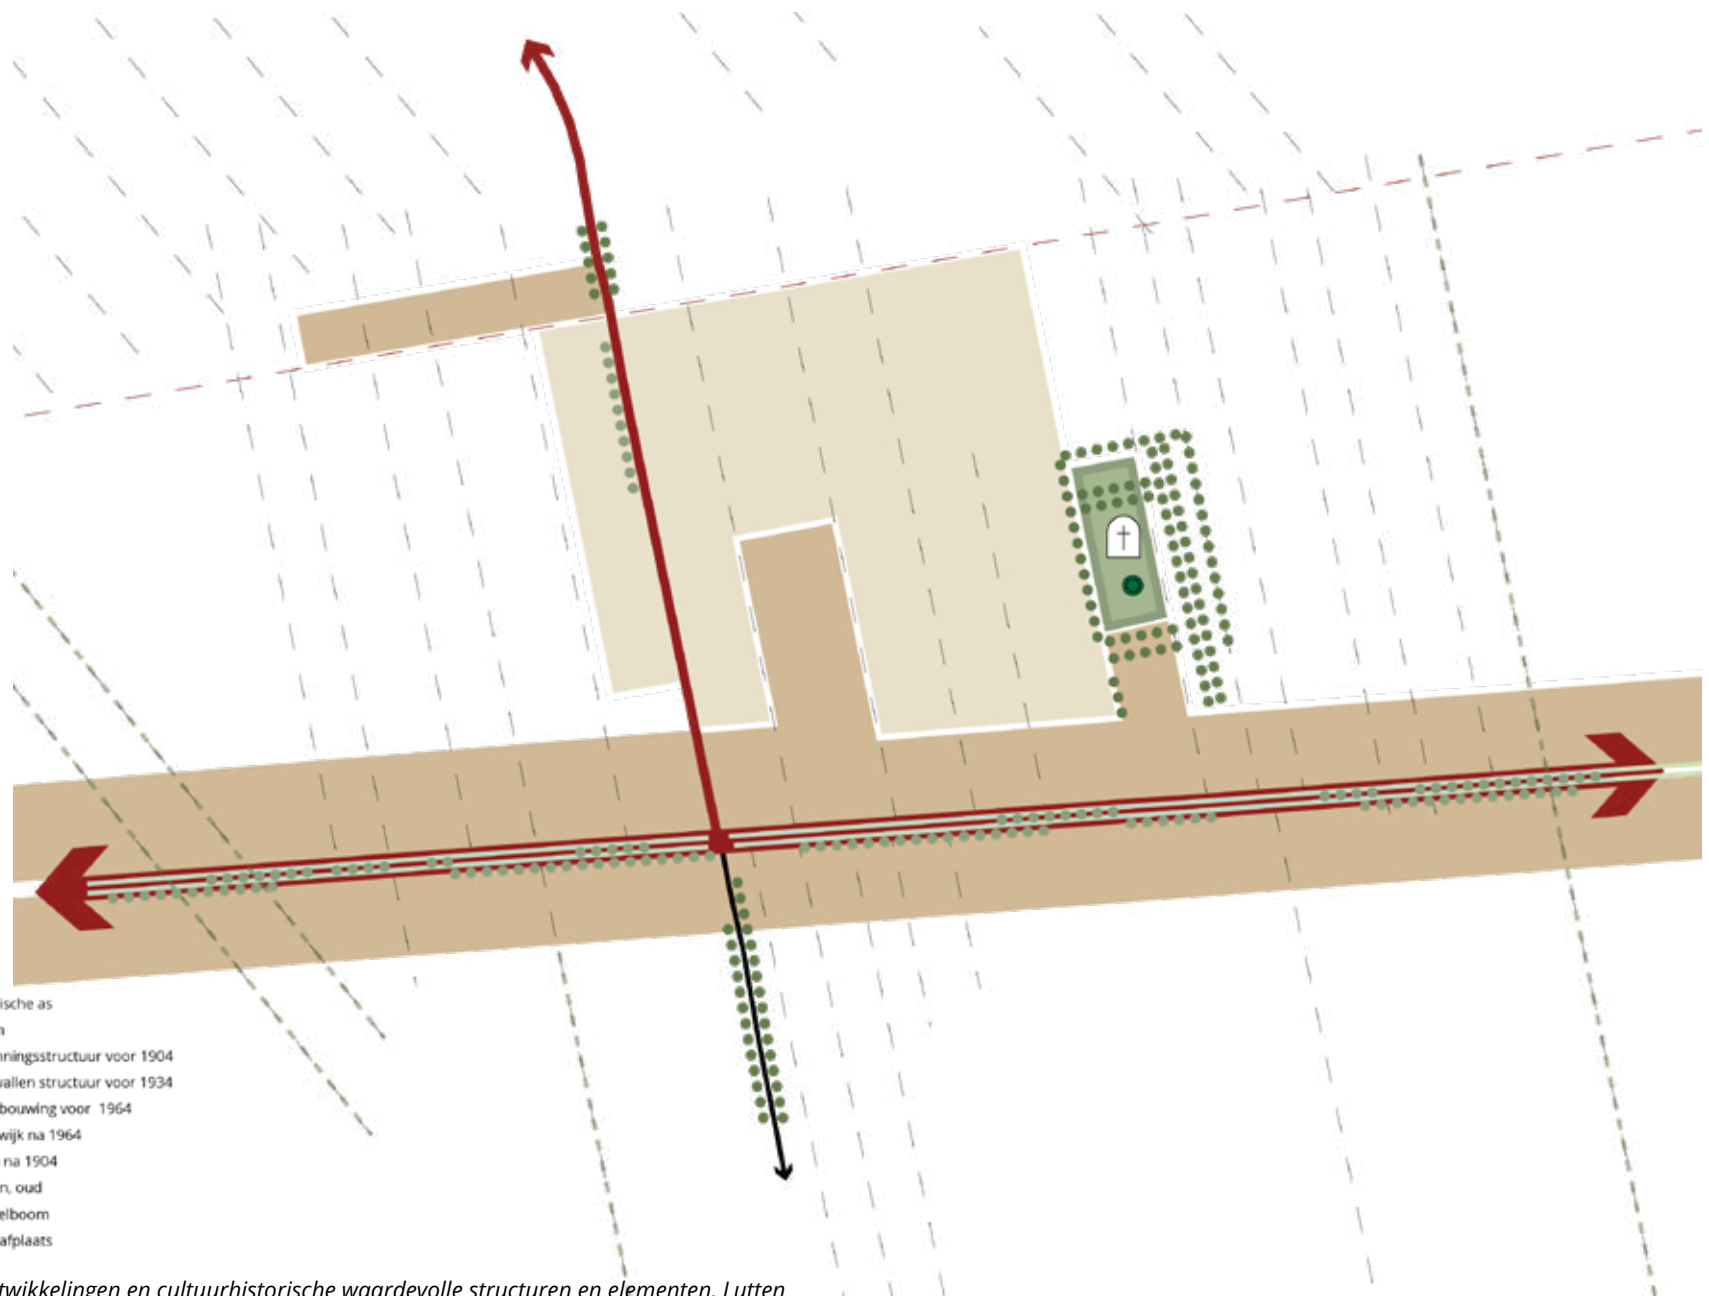 ische as
n
nningsstructuur voor 1904
vallen structuur voor 1934
bouwing voor 1964
wijk na 1964
na 1904
n, oud
elboom
afplaats
twikkelingen en cultuurhistorische waardevolle structuren en elementen, Lutten